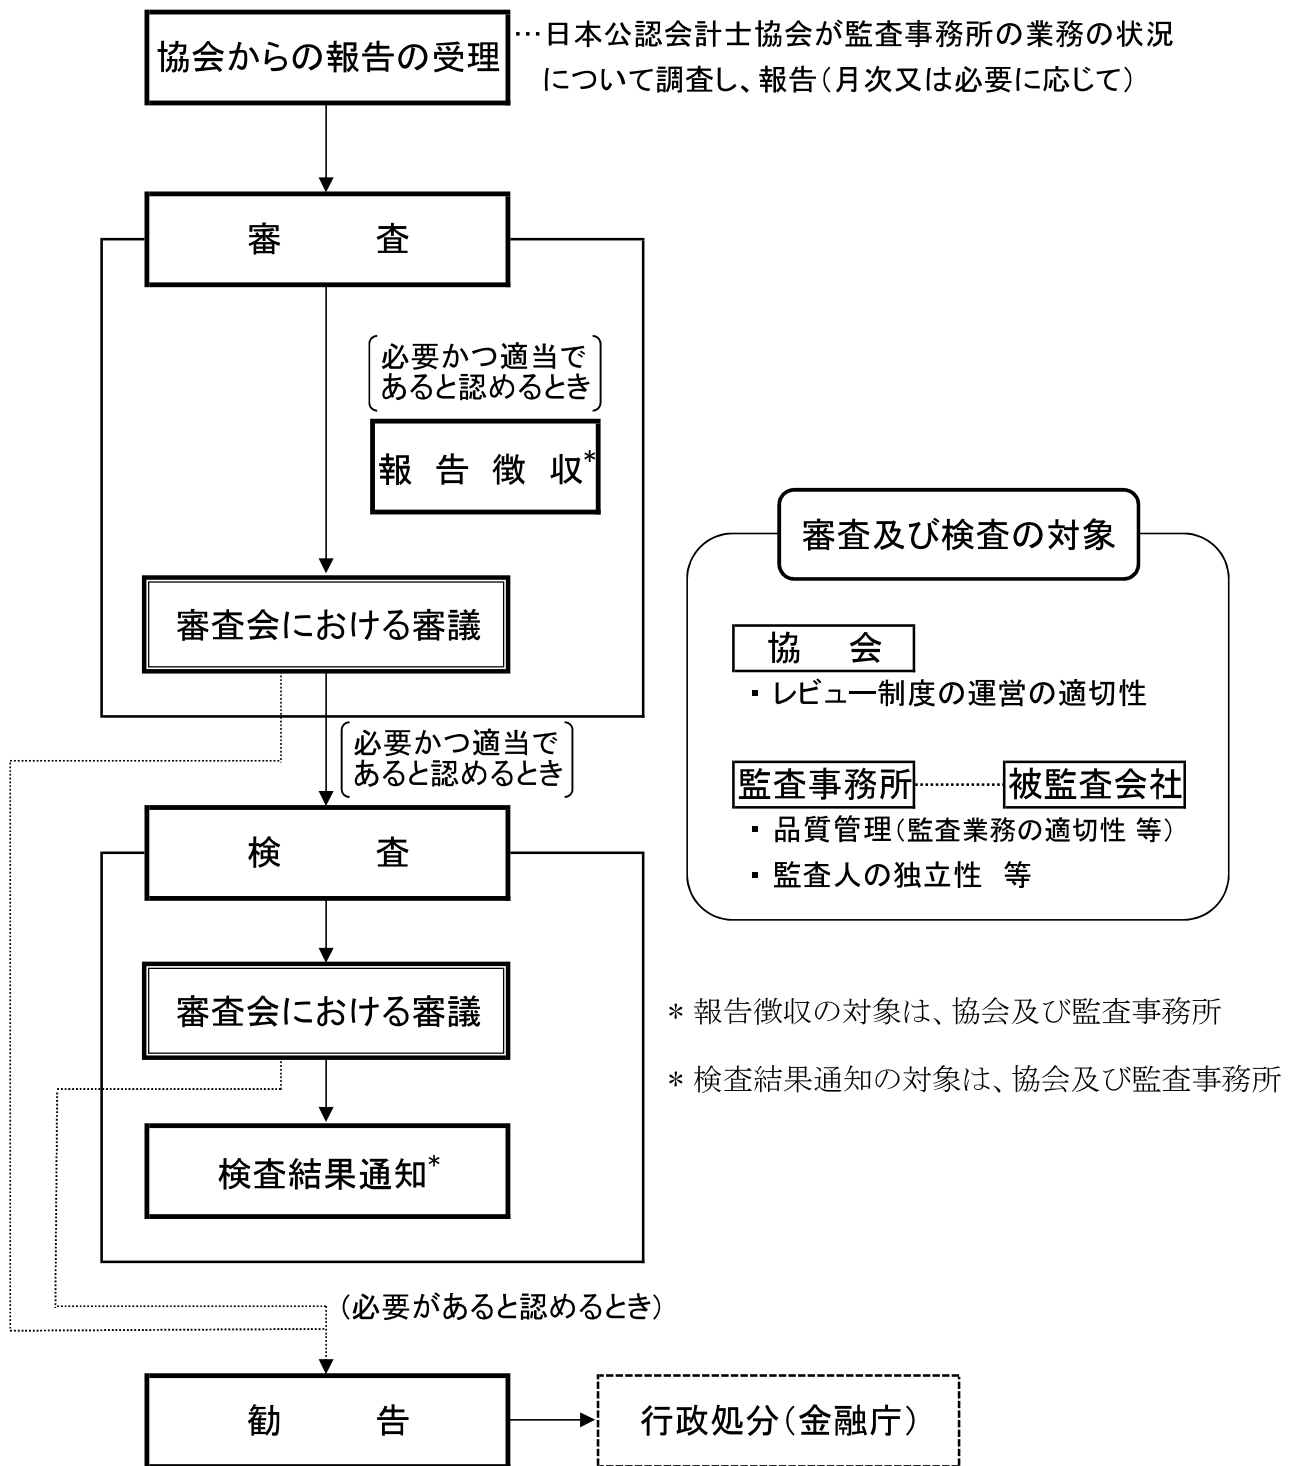 協会からの報告の受理
…日本公認会計士協会が監査事務所の業務の状況
について調査し、報告（月次又は必要に応じて）
審　査
必要かつ適当で
あると認めるとき
報 告 徴 収*
審査会における審議
必要かつ適当で
あると認めるとき
検　査
審査会における審議
検査結果通知*
（必要があると認めるとき）
勧　告
行政処分（金融庁）
審査及び検査の対象
協　会
・ レビュー制度の運営の適切性
監査事務所
被監査会社
・ 品質管理（監査業務の適切性 等）
・ 監査人の独立性　等
* 報告徴収の対象は、協会及び監査事務所
* 検査結果通知の対象は、協会及び監査事務所